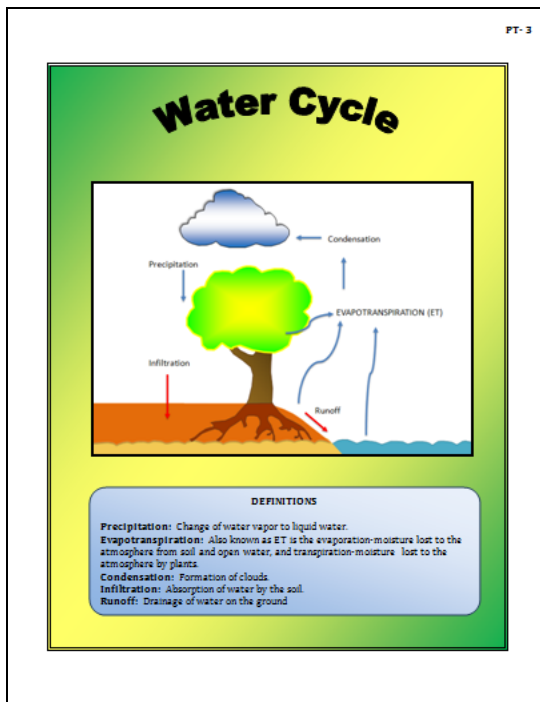 PT- 3
Water Cycle
Condensation
Precipitation
EVAPOTRANSPIRATION (ET)
Infiltration
Runoff
DEFINITIONS
Precipitation: Change of water vapor to liquid water.
Evapotranspiration: Also known as ET is the evaporation-moisture lost to the
atmosphere from soil and open water, and transpiration-moisture lost to the
atmosphere by plants.
Condensation: Formation of clouds.
Infiltration: Absorption of water by the soil.
Runoff: Drainage of water on the ground